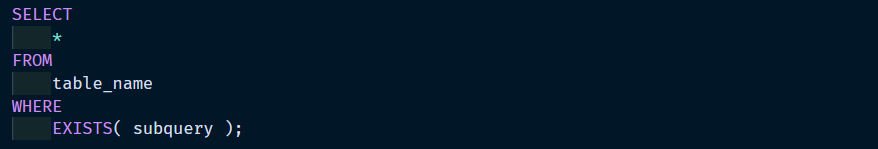 SELECT
*
FROM
table_name
WHERE
EXISTS( subquery );